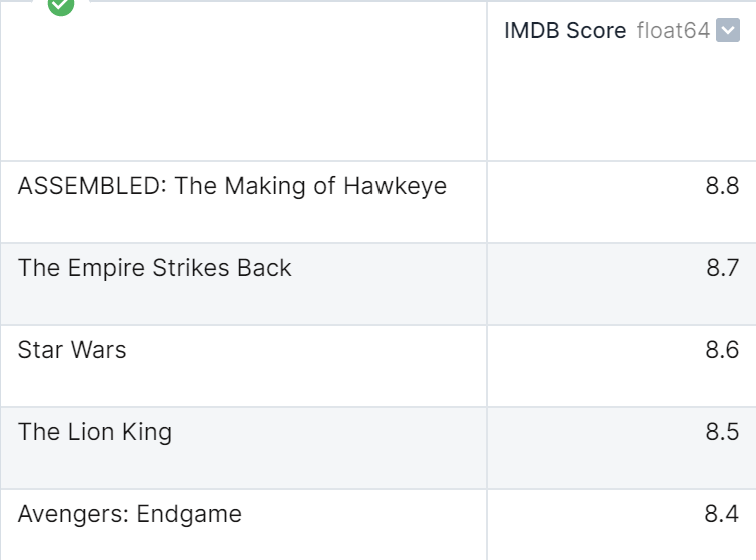 IMDB Score float64
ASSEMBLED: The Making of Hawkeye 8.8
The Empire Strikes Back 8.7
Star Wars 8.6
The Lion King 8.5
Avengers: Endgame 8.4